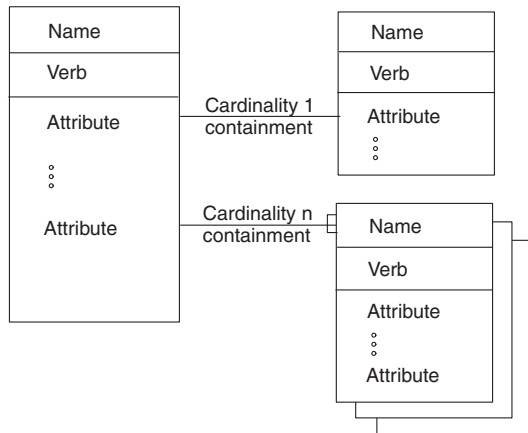 Name
Verb
Attribute
Attribute
Cardinality 1
containment
Name
Verb
Attribute
Cardinality n
containment
Name
Verb
Attribute
Attribute